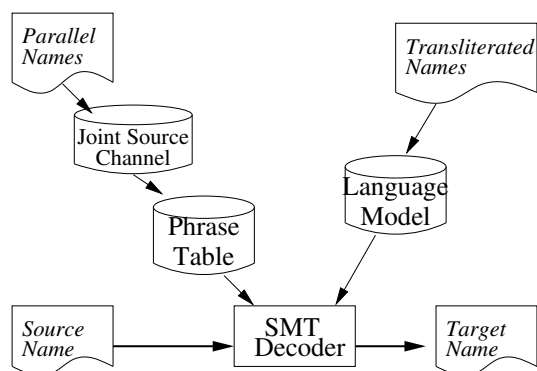 Parallel
Names
Transliterated
Names
Joint Source
Channel
Language
Model
Phrase
Table
Source
Name
SMT
Decoder
Target
Name